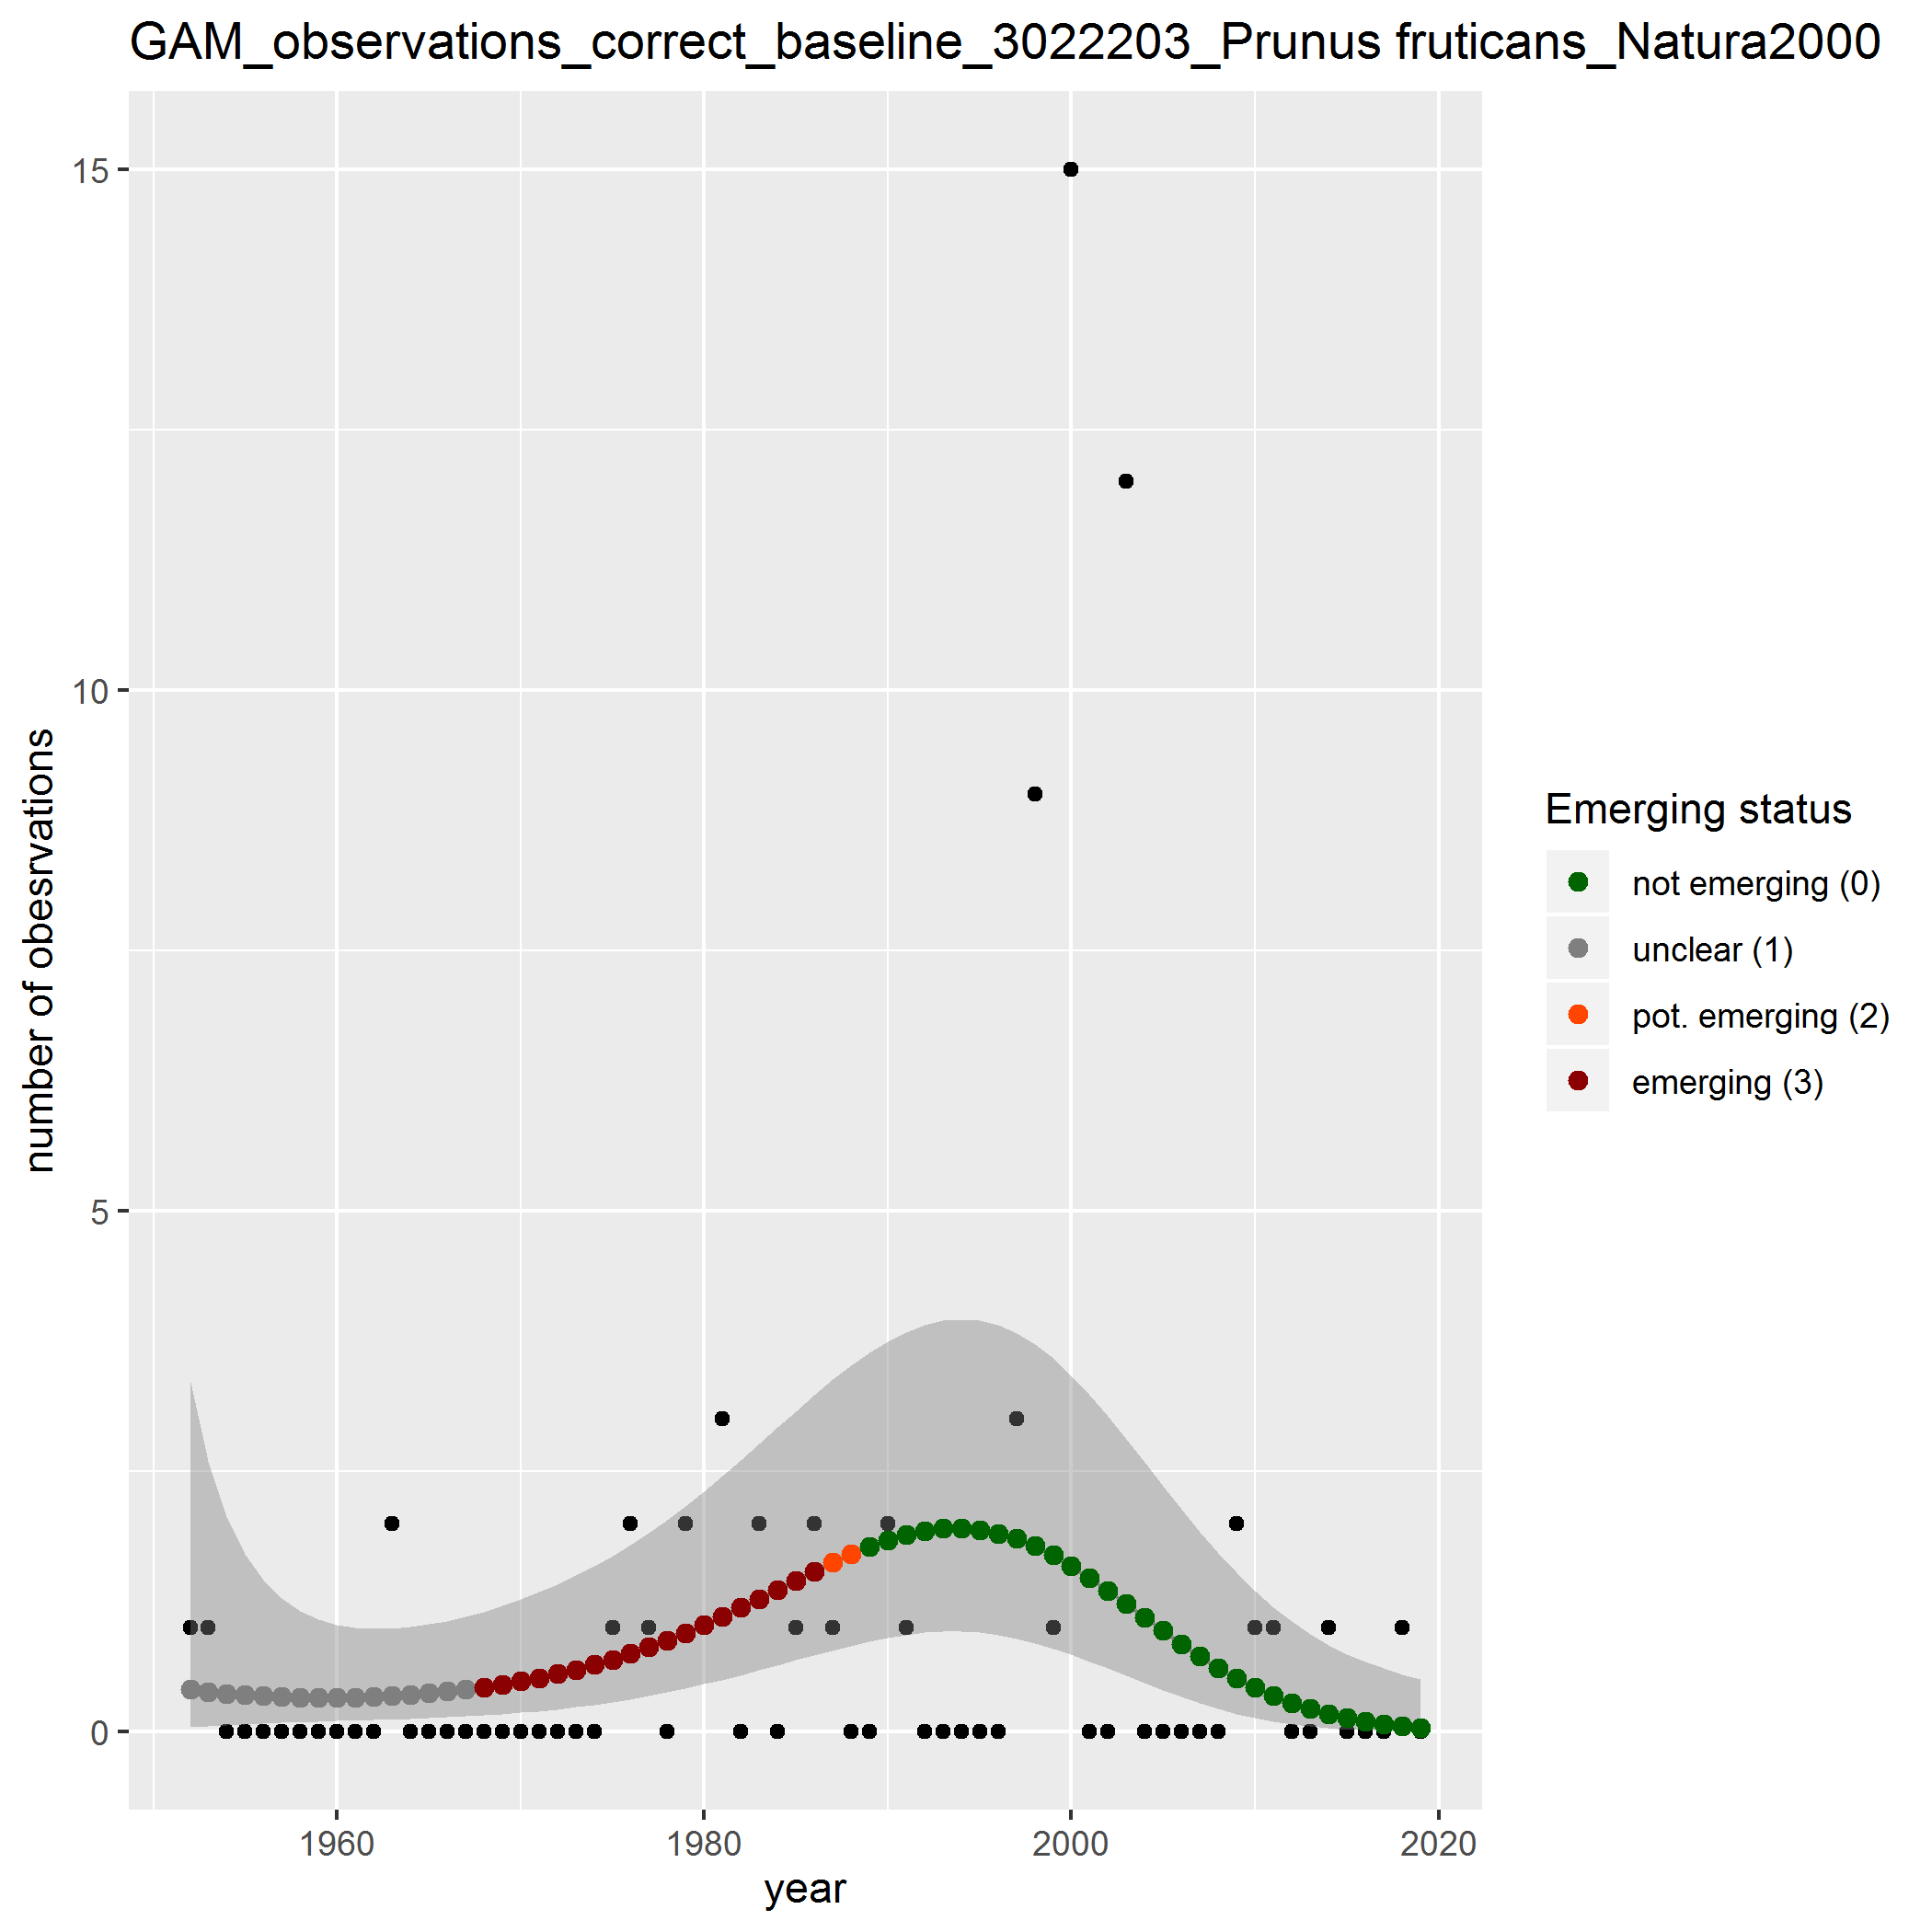 GAM_observations_correct_baseline_3022203_Prunus fruticans_Natura2000
15
10
5
0
number of obesrvations
1960
1980
2000
2020
year
Emerging status
not emerging (0)
unclear (1)
pot. emerging (2)
emerging (3)